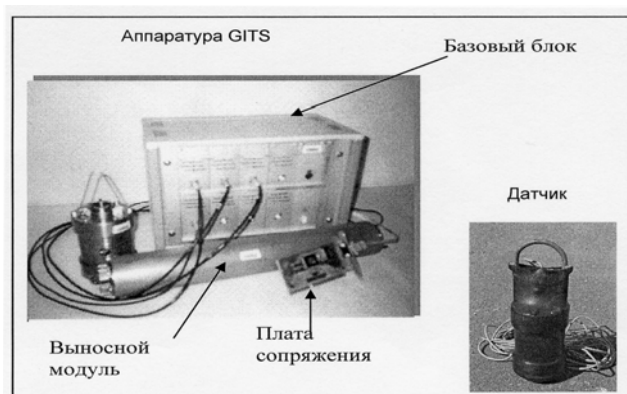 Аппаратура GITS
Базовый блок
Датчик
Выносной
модуль
Плата
сопряжения